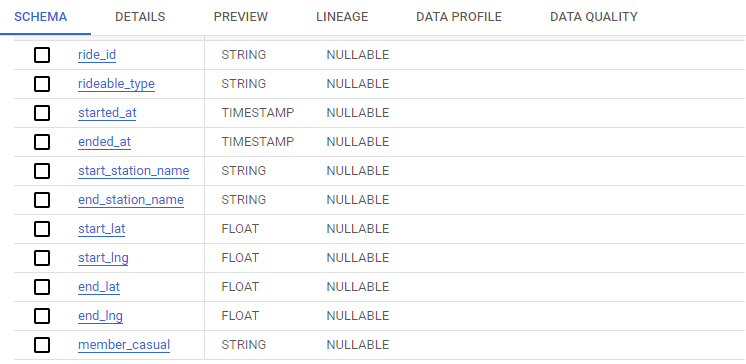 SCHEMA DETAILS PREVIEW LINEAGE DATA PROFILE DATA QUALITY
ride_id STRING NULLABLE
rideable_type STRING NULLABLE
started_at TIMESTAMP NULLABLE
ended_at TIMESTAMP NULLABLE
start_station_name STRING NULLABLE
end_station_name STRING NULLABLE
start_lat FLOAT NULLABLE
start_lng FLOAT NULLABLE
end_lat FLOAT NULLABLE
end_lng FLOAT NULLABLE
member_casual STRING NULLABLE